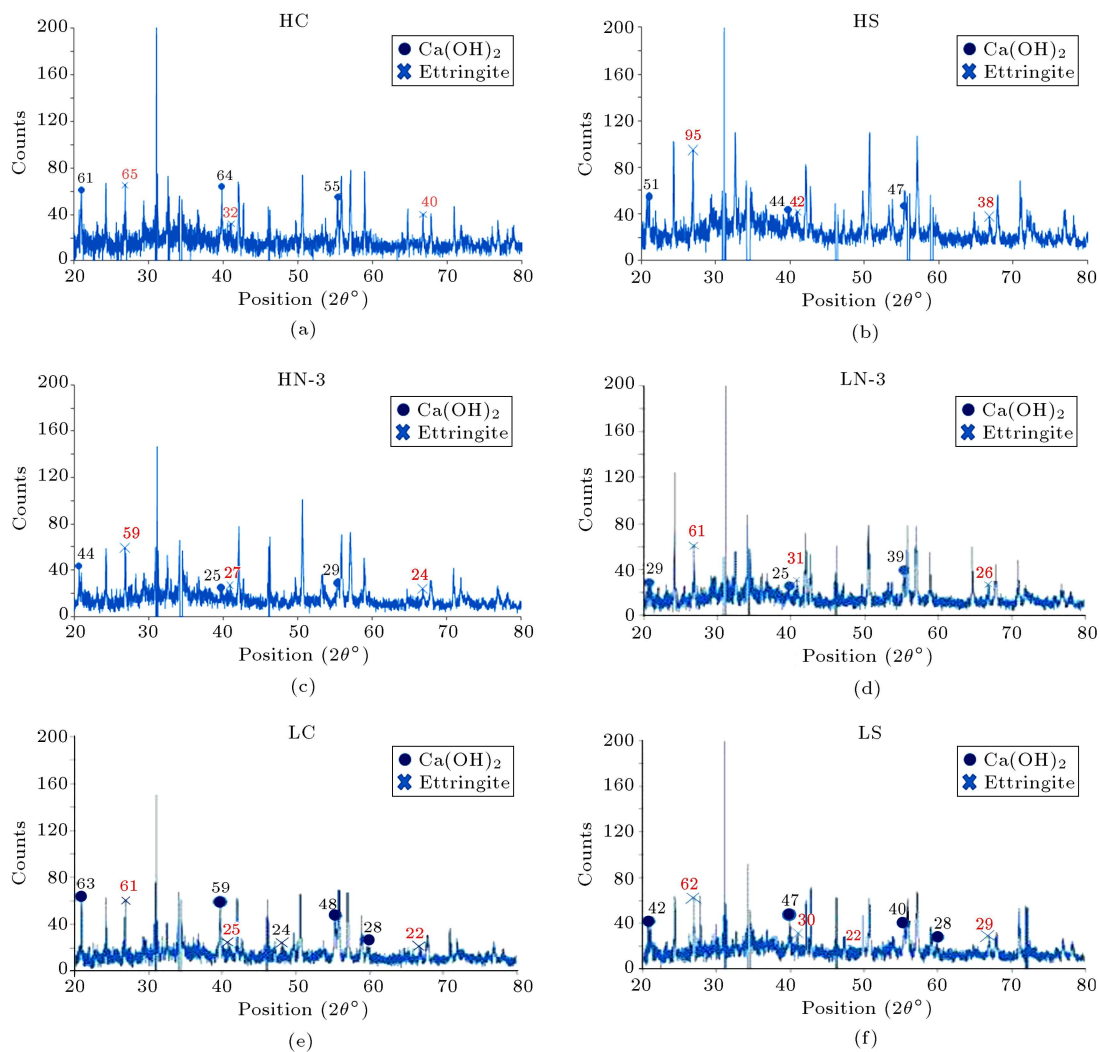 HC
200
160
120
80
40
0
Counts
Ca(OH)2
Ettringite
61
65
64
32
55
40
20 30 40 50 60 70 80
Position (2θ°)
(a)
HS
200
160
120
80
40
0
Counts
Ca(OH)2
Ettringite
95
51
44
42
47
38
20 30 40 50 60 70 80
Position (2θ°)
(b)
HN-3
200
160
120
80
40
0
Counts
Ca(OH)2
Ettringite
44
59
25
27
29
24
20 30 40 50 60 70 80
Position (2θ°)
(c)
LN-3
200
160
120
80
40
0
Counts
Ca(OH)2
Ettringite
29
61
25
31
39
26
20 30 40 50 60 70 80
Position (2θ°)
(d)
LC
200
160
120
80
40
0
Counts
Ca(OH)2
Ettringite
63
61
59
25
24
48
28
22
20 30 40 50 60 70 80
Position (2θ°)
(e)
LS
200
160
120
80
40
0
Counts
Ca(OH)2
Ettringite
42
62
47
30
22
40
28
29
20 30 40 50 60 70 80
Position (2θ°)
(f)